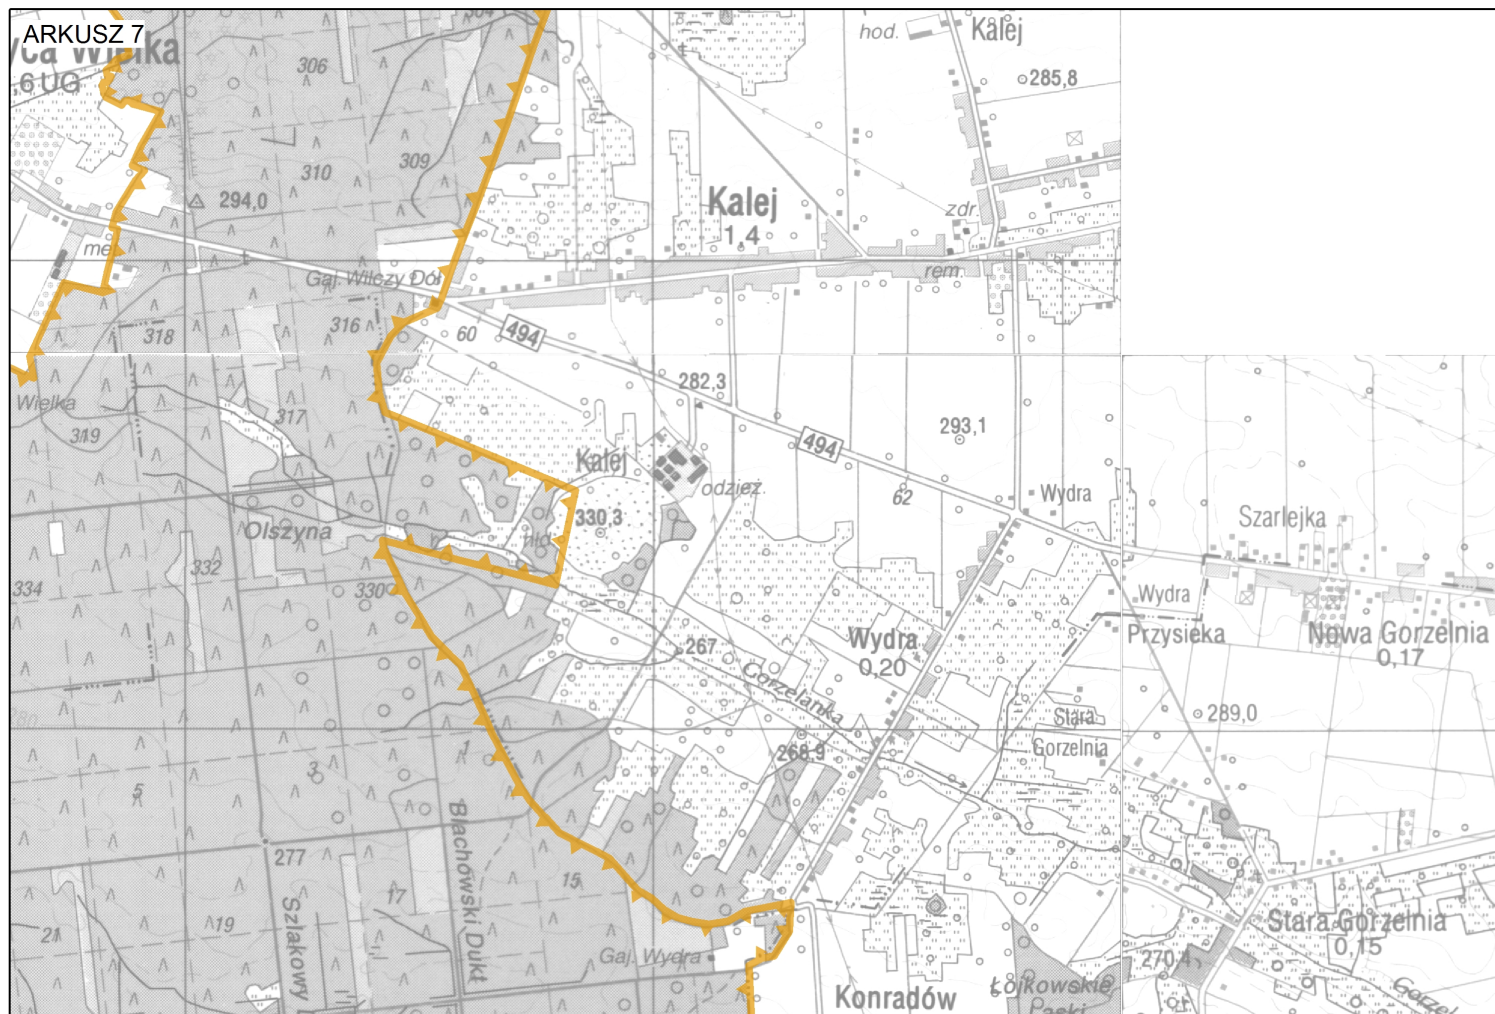 ARKUSZ 7
hod.
Kalej
285,8
306
6 UG
309
310
294,0
Kalej
1,4
zdr.
rem.
Gaj. Wilczy Dół
316
318
60
494
282,3
Wielka
319
317
293,1
494
Kalej
odzież.
62
Wydra
Szarlejka
330,3
Olszyna
332
334
330
Wydra
Przysieka
Nowa Gorzelnia
0,17
Wydra
0,20
267
Gorzelanka
Stara
Gorzelnia
289,0
268,9
1
3
5
Blachowski Dukt
277
15
17
19
21
Szlakowy
Stara Gorzelnia
0,15
270,4
Gaj. Wydra
Konradów
Łojkowskie
Łąski